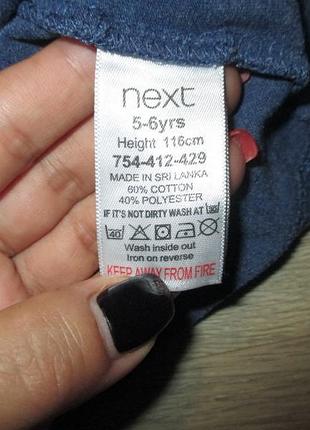 next
5-6yrs
Height 116cm
754-412-429
MADE IN SRI LANKA
60% COTTON
40% POLYESTER
IF IT'S NOT DIRTY WASH AT 30
40
Wash inside out
Iron on reverse
KEEP AWAY FROM FIRE